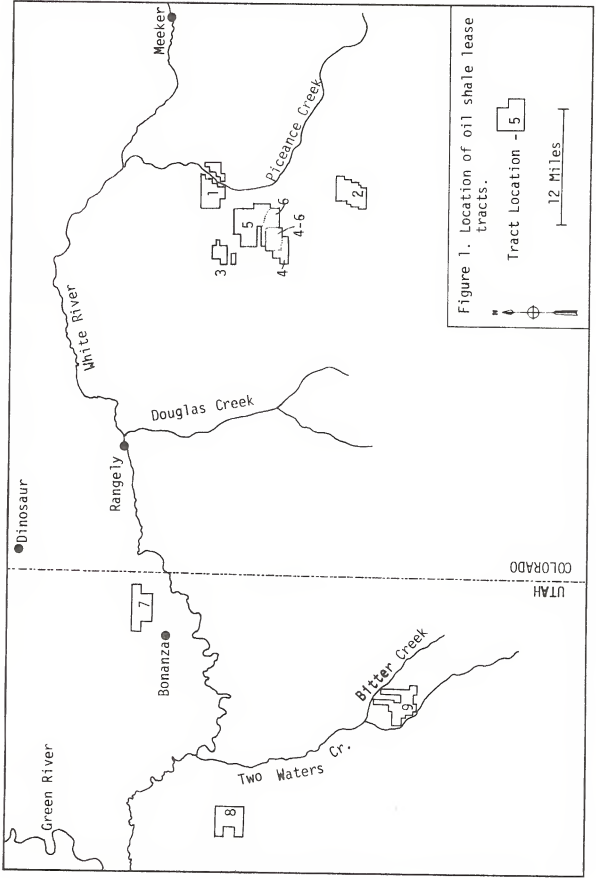 Green River
Dinosaur
White River
Meeker
Rangely
Douglas Creek
Piceance Creek
1
2
3
5
6
4-6
4
7
Bonanza
UTAH
COLORADO
8
Two Waters Cr.
Bitter Creek
9
Figure 1. Location of oil shale lease
tracts.
Tract Location - 5
N
12 Miles